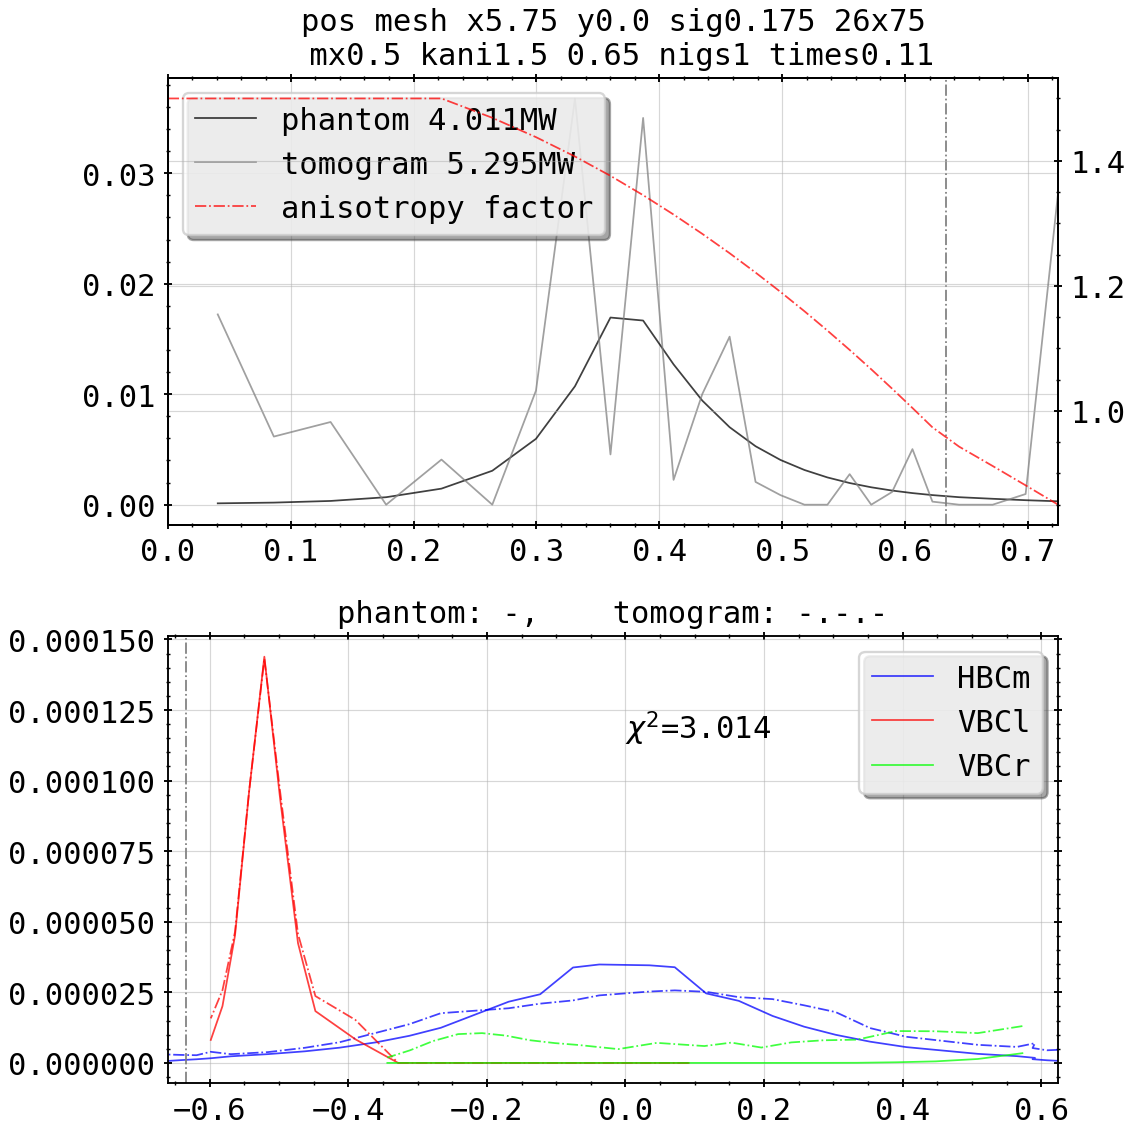 pos mesh x5.75 y0.0 sig0.175 26x75
mx0.5 kani1.5 0.65 nigs1 times0.11
phantom 4.011MW
tomogram 5.295MW
anisotropy factor
0.03
0.02
0.01
0.00
1.4
1.2
1.0
0.0 0.1 0.2 0.3 0.4 0.5 0.6 0.7
phantom: -, tomogram: -.-.-
0.000150
0.000125
0.000100
0.000075
0.000050
0.000025
0.000000
χ²=3.014
HBCm
VBCl
VBCr
−0.6 −0.4 −0.2 0.0 0.2 0.4 0.6